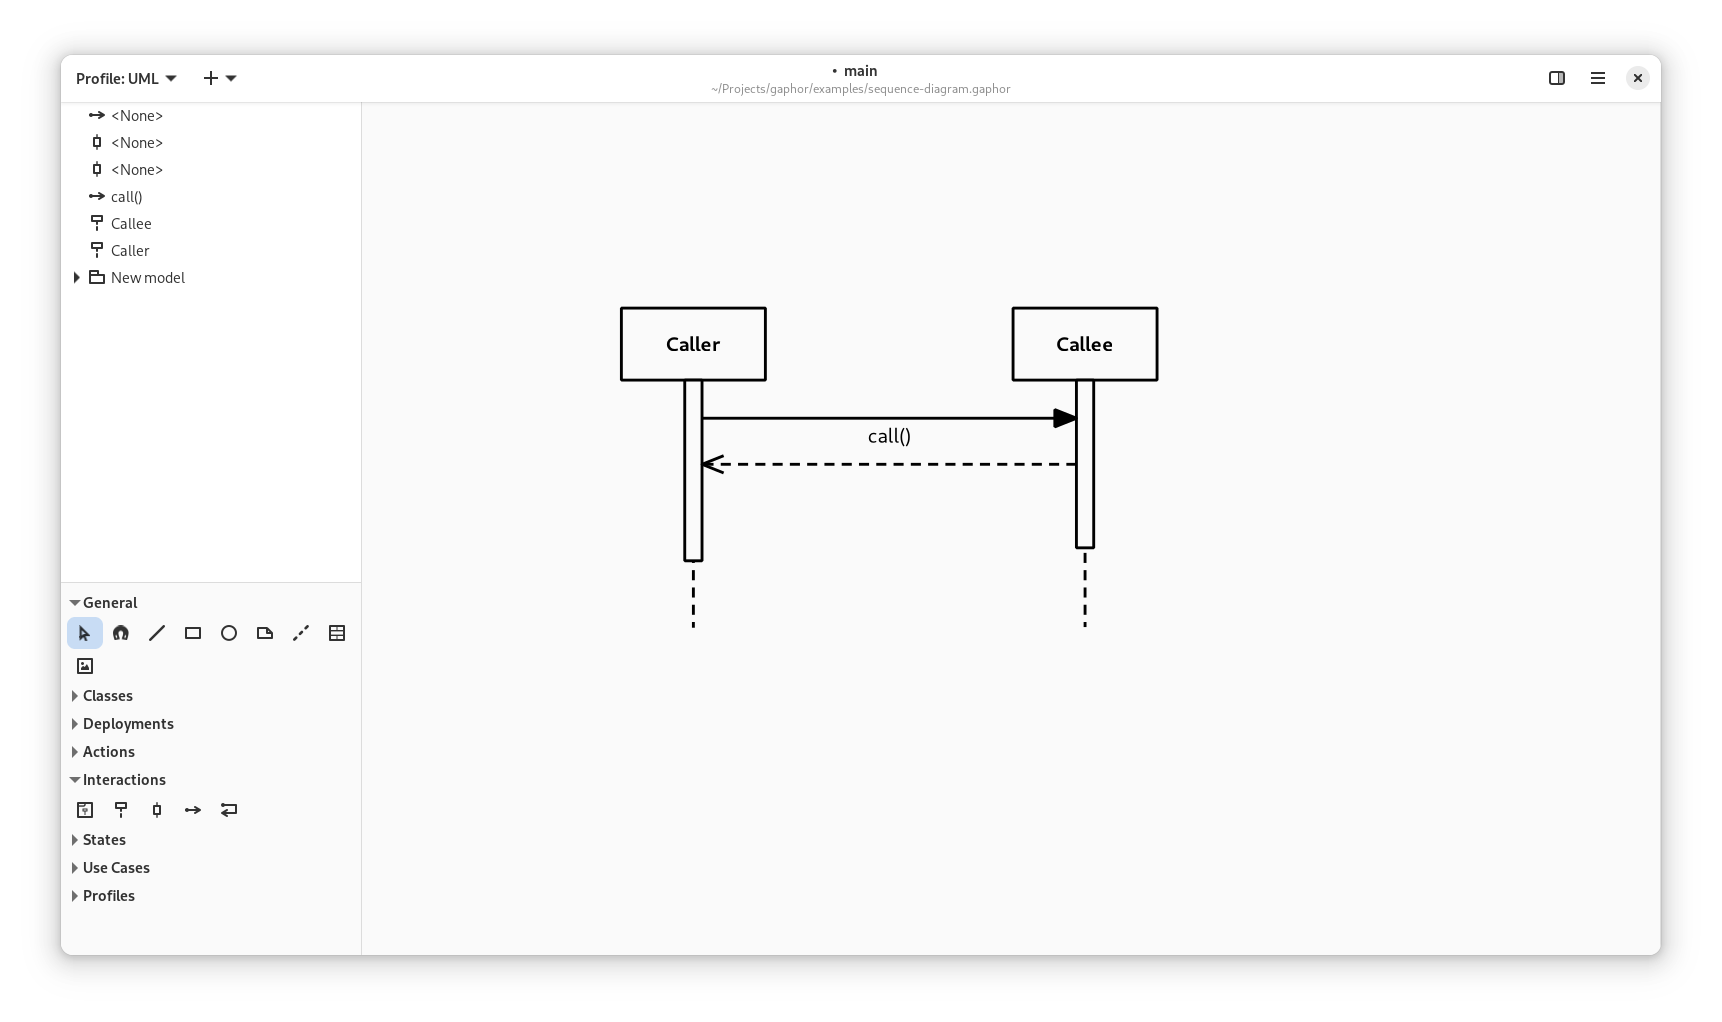 Profile: UML
• main
~/Projects/gaphor/examples/sequence-diagram.gaphor
<None>
<None>
<None>
call()
Callee
Caller
New model
Caller
Callee
call()
General
Classes
Deployments
Actions
Interactions
States
Use Cases
Profiles